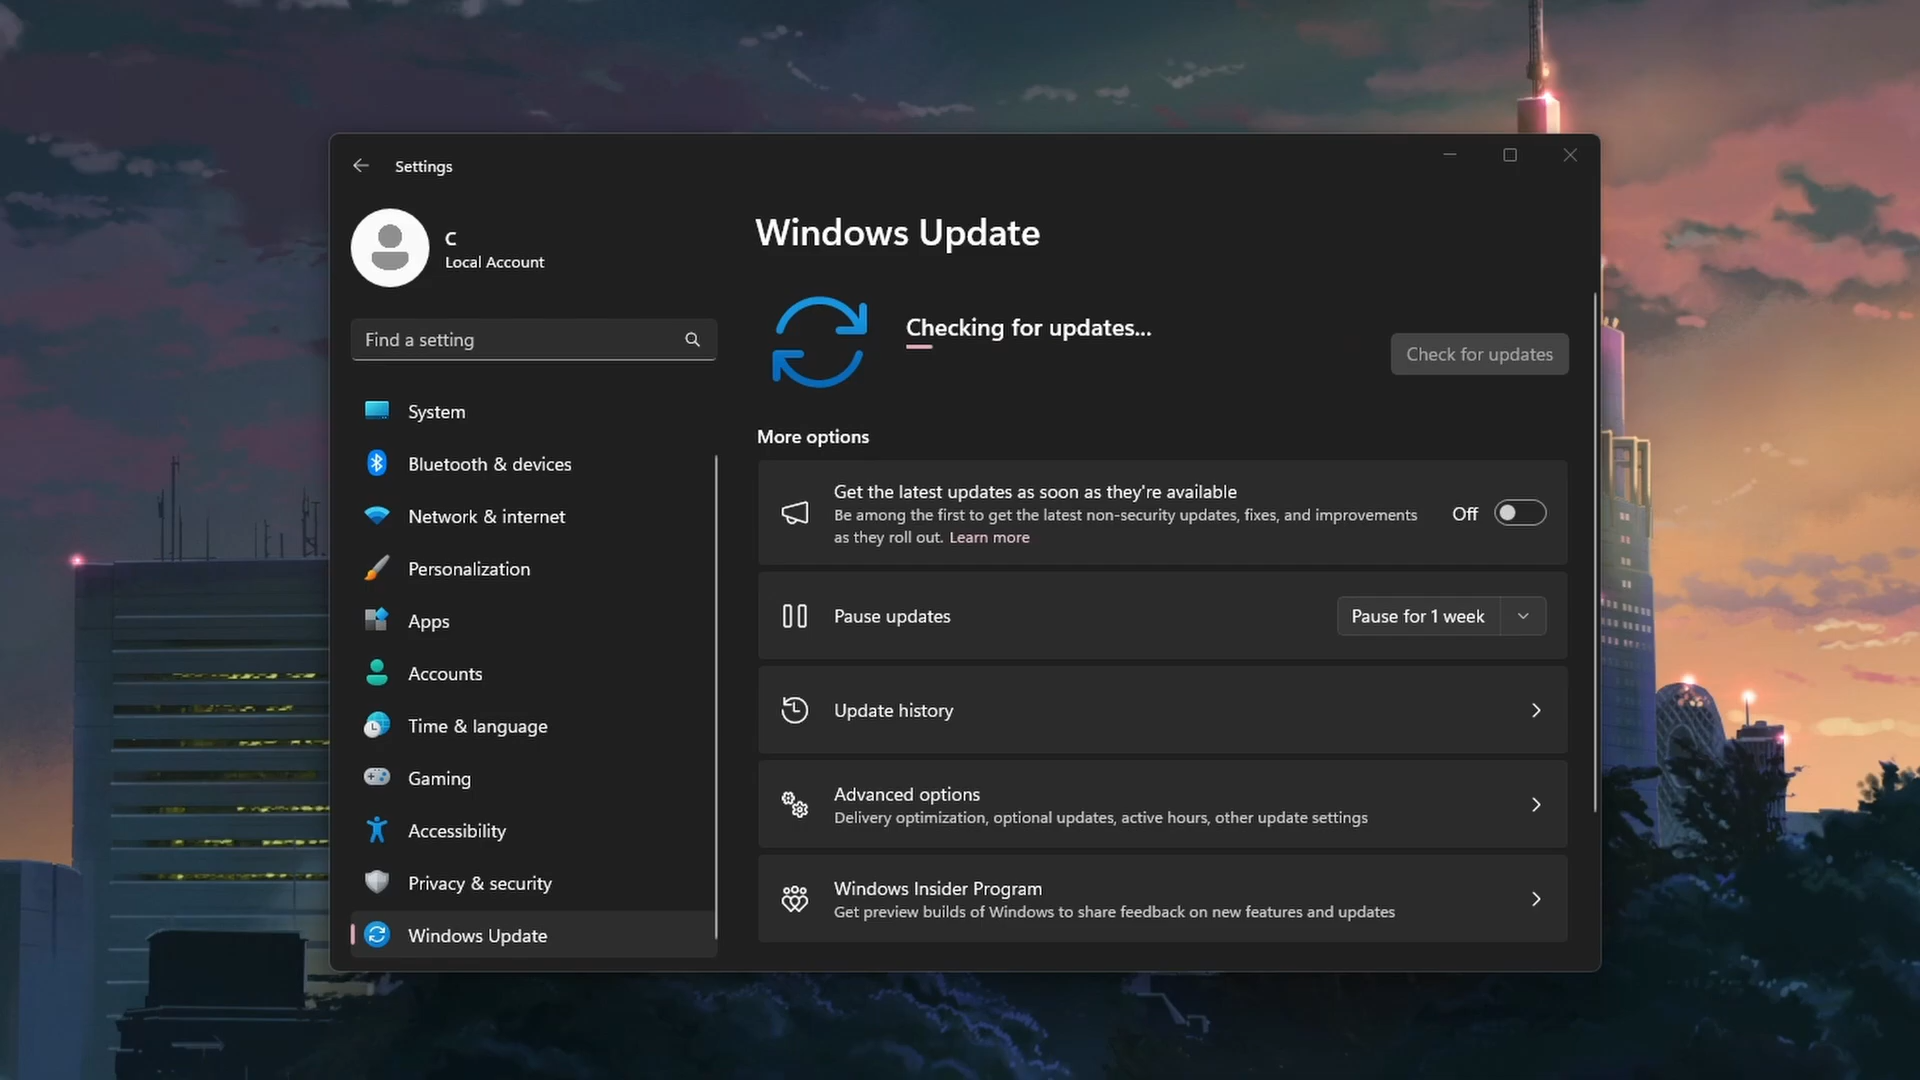 Settings
C
Local Account
Find a setting
System
Bluetooth & devices
Network & internet
Personalization
Apps
Accounts
Time & language
Gaming
Accessibility
Privacy & security
Windows Update
Windows Update
Checking for updates...
Check for updates
More options
Get the latest updates as soon as they're available
Be among the first to get the latest non-security updates, fixes, and improvements
as they roll out. Learn more
Off
Pause updates
Pause for 1 week
Update history
Advanced options
Delivery optimization, optional updates, active hours, other update settings
Windows Insider Program
Get preview builds of Windows to share feedback on new features and updates